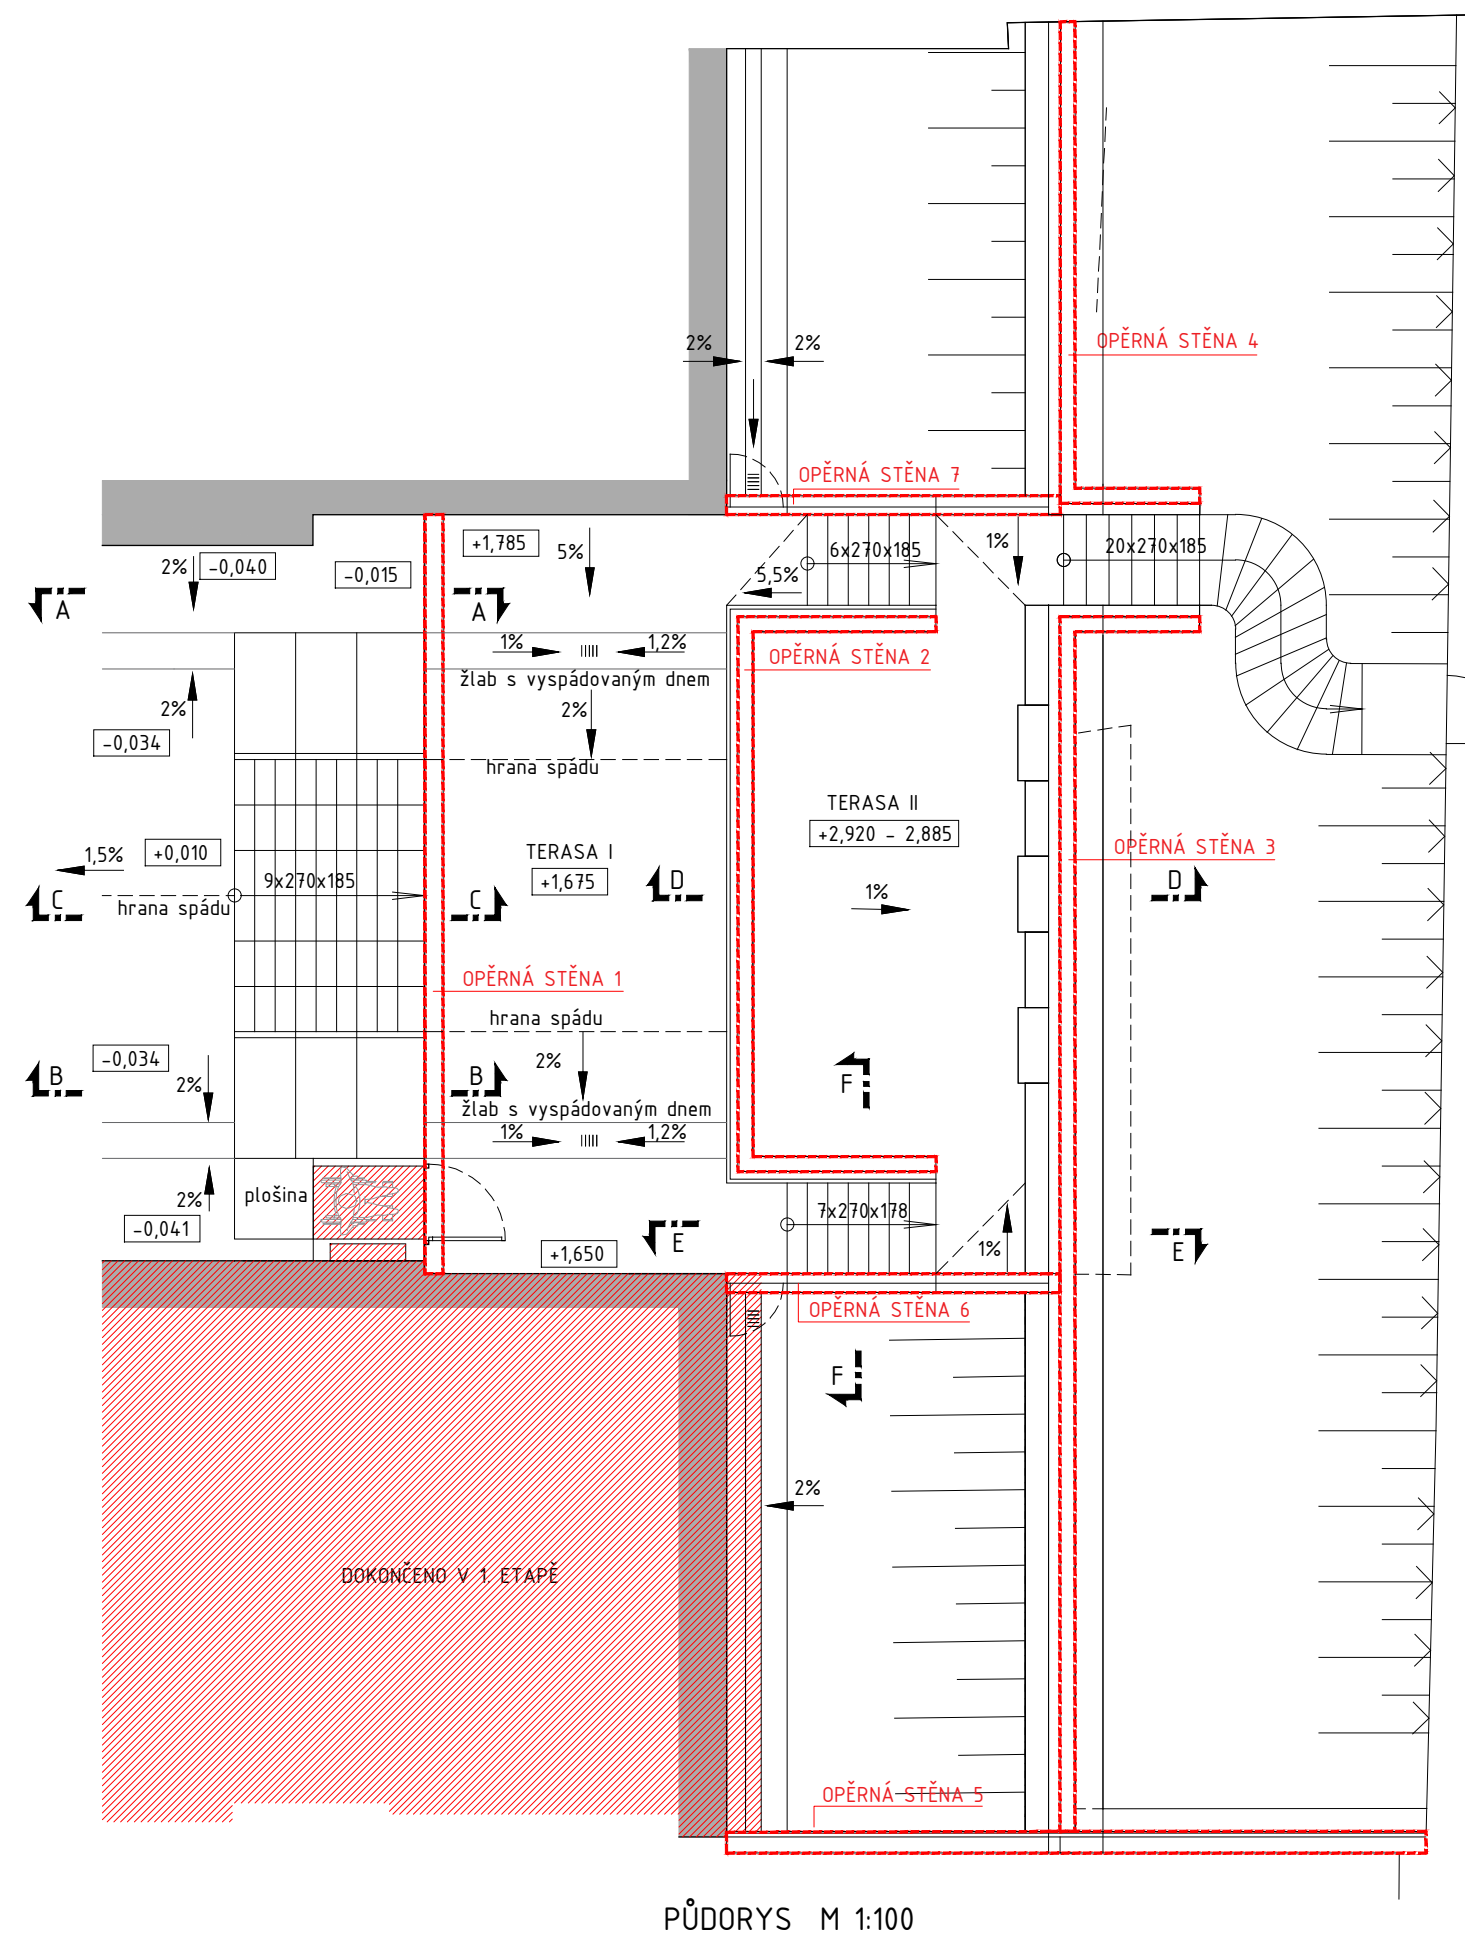 OPĚRNÁ STĚNA 4
2%
2%
OPĚRNÁ STĚNA 7
+1,785
5%
6x270x185
1%
20x270x185
2%
-0,040
-0,015
5,5%
A
A
1%
1,2%
OPĚRNÁ STĚNA 2
žlab s vyspádovaným dnem
2%
2%
-0,034
hrana spádu
TERASA II
+2,920 - 2,885
1,5%
+0,010
TERASA I
OPĚRNÁ STĚNA 3
9x270x185
+1,675
D
D
C
hrana spádu
C
1%
OPĚRNÁ STĚNA 1
hrana spádu
-0,034
2%
B
2%
B
F
žlab s vyspádovaným dnem
1%
1,2%
plošina
2%
-0,041
7x270x178
+1,650
E
1%
E
OPĚRNÁ STĚNA 6
F
2%
DOKONČENO V 1. ETAPĚ
OPĚRNÁ STĚNA 5
PŮDORYS M 1:100